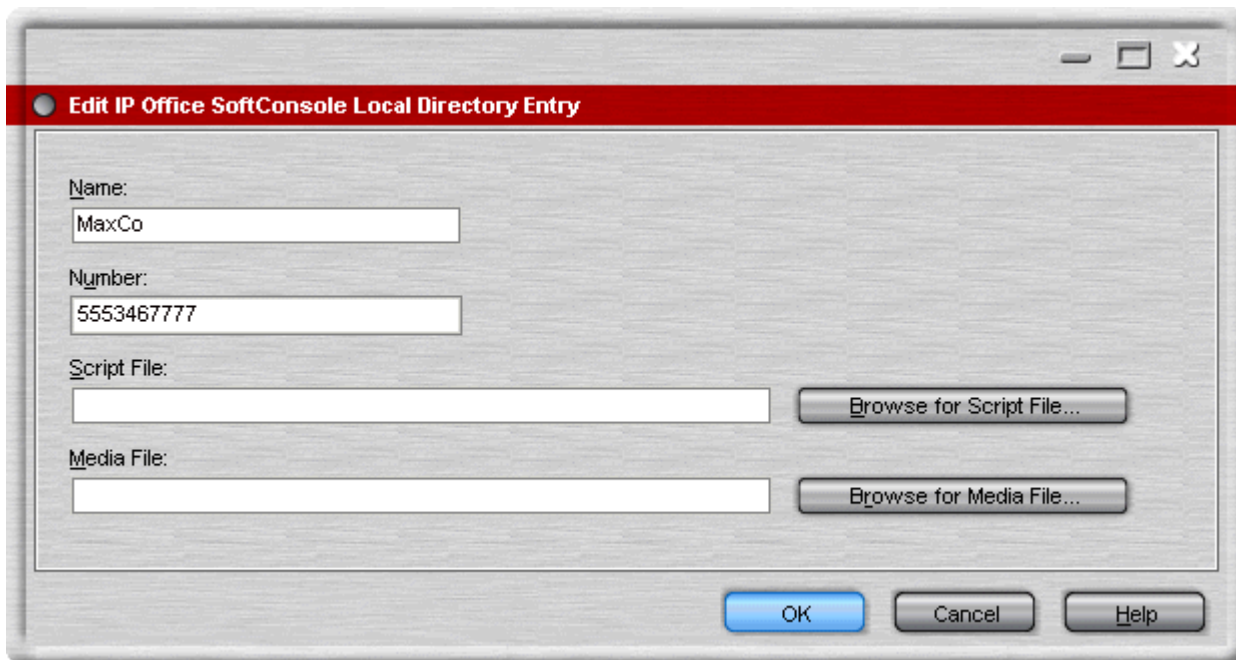 Edit IP Office SoftConsole Local Directory Entry
Name:
MaxCo
Number:
5553467777
Script File:
Browse for Script File...
Media File:
Browse for Media File...
OK Cancel Help